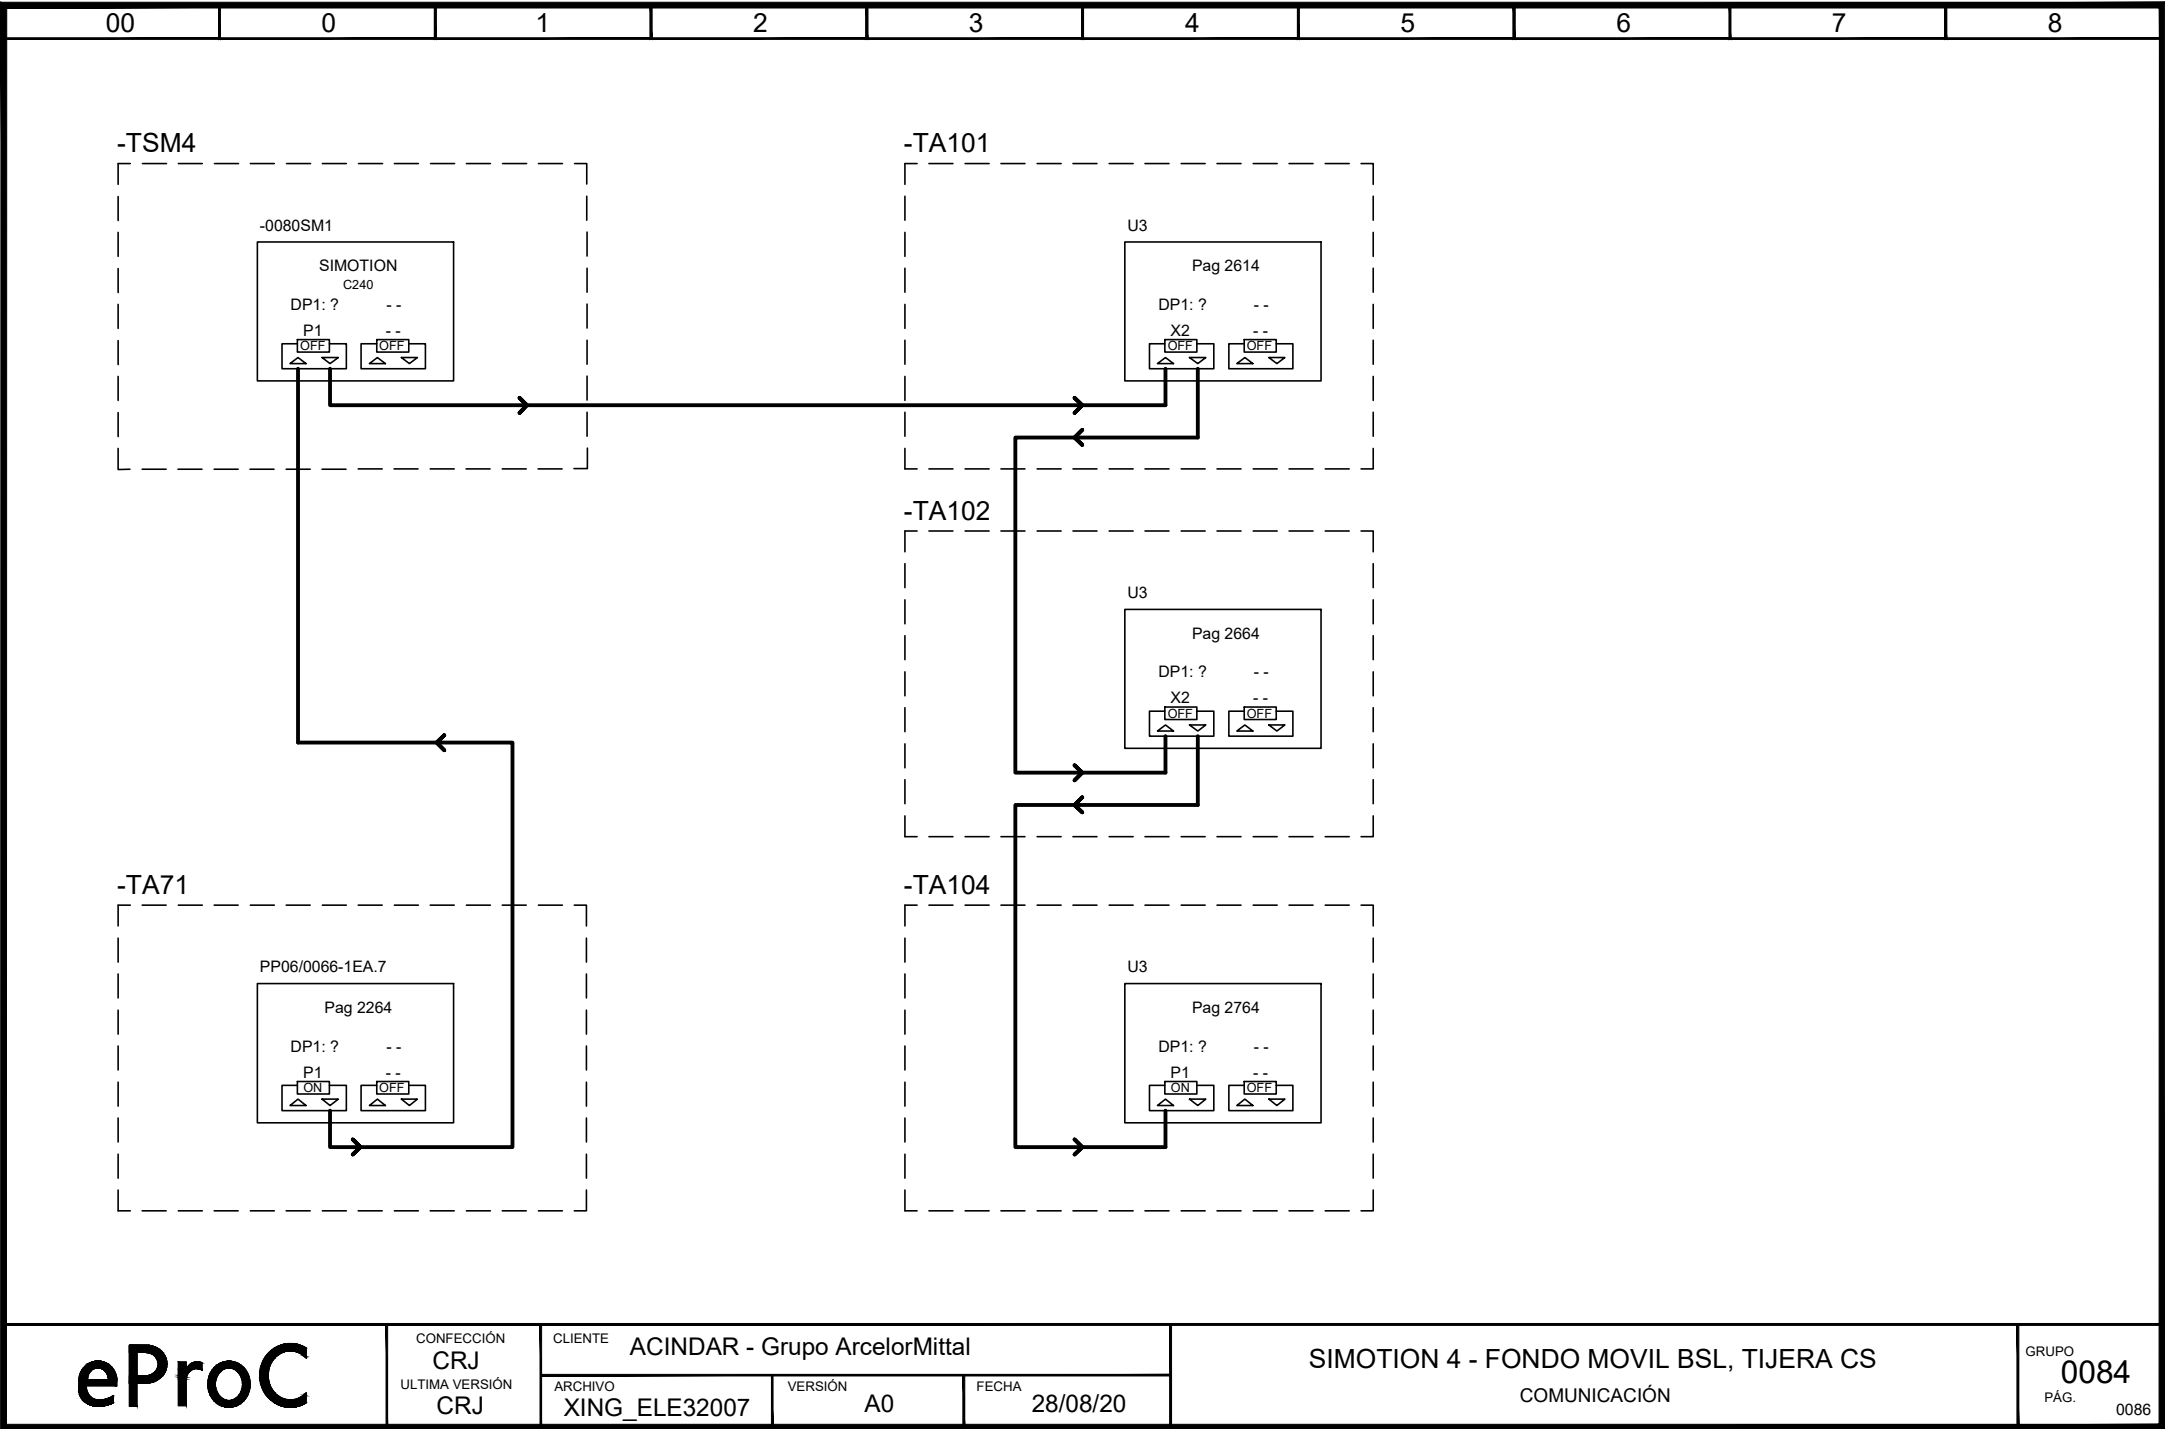 00 0 1 2 3 4 5 6 7 8
-TSM4
-0080SM1
SIMOTION
C240
DP1: ? - -
P1 - -
OFF OFF
-TA101
U3
Pag 2614
DP1: ? - -
X2 - -
OFF OFF
-TA102
U3
Pag 2664
DP1: ? - -
X2 - -
OFF OFF
-TA71
PP06/0066-1EA.7
Pag 2264
DP1: ? - -
P1 - -
ON OFF
-TA104
U3
Pag 2764
DP1: ? - -
P1 - -
ON OFF
eProC
CONFECCIÓN
CRJ
ULTIMA VERSIÓN
CRJ
CLIENTE ACINDAR - Grupo ArcelorMittal
ARCHIVO
XING_ELE32007
VERSIÓN
A0
FECHA
28/08/20
SIMOTION 4 - FONDO MOVIL BSL, TIJERA CS
COMUNICACIÓN
GRUPO
0084
PÁG.
0086